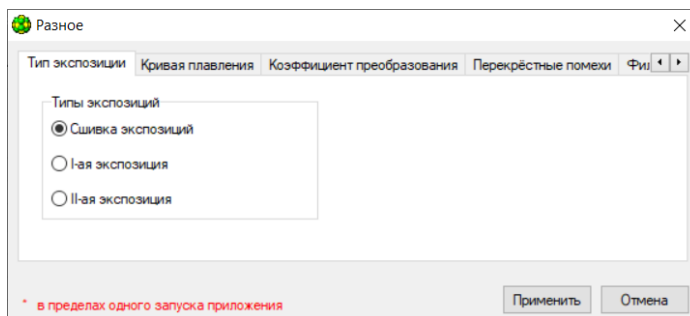 Разное
Тип экспозиции Кривая плавления Коэффициент преобразования Перекрёстные помехи
Типы экспозиций
Сшивка экспозиций
I-ая экспозиция
II-ая экспозиция
* в пределах одного запуска приложения
Применить Отмена